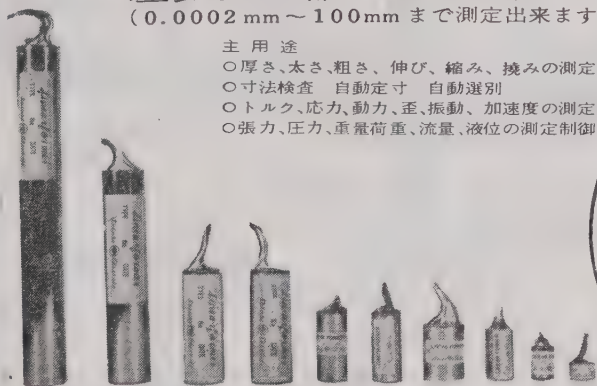 (0.0002mm～100mmまで測定出来ます
主用途
○厚さ、太さ、粗さ、伸び、縮み、撓みの測定
○寸法検査 自動定寸 自動選別
○トルク、応力、動力、歪、振動、加速度の測定
○張力、圧力、重量荷重、流量、液位の測定制御